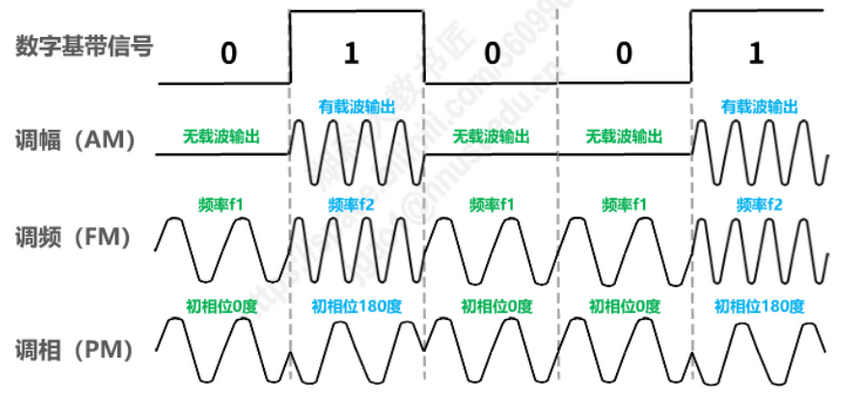 数字基带信号
0 1 0 0 1
有载波输出 有载波输出
调幅（AM） 无载波输出 无载波输出 无载波输出
频率f1 频率f2 频率f1 频率f1 频率f2
调频（FM）
初相位0度 初相位180度 初相位0度 初相位0度 初相位180度
调相（PM）